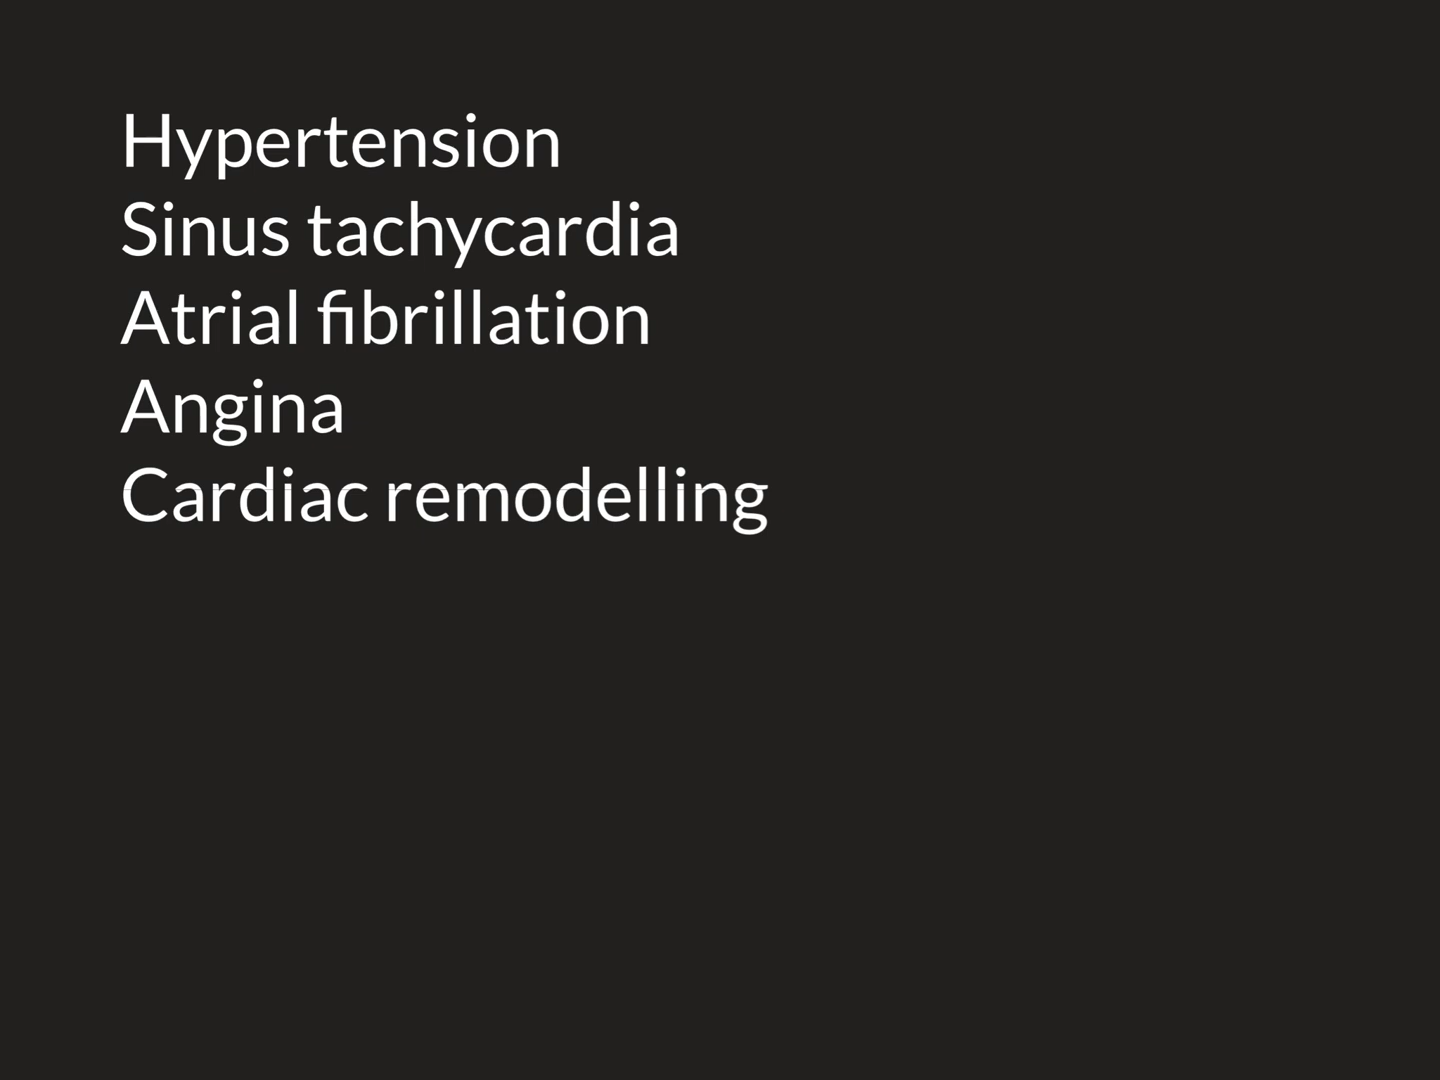 Hypertension
Sinus tachycardia
Atrial fibrillation
Angina
Cardiac remodelling